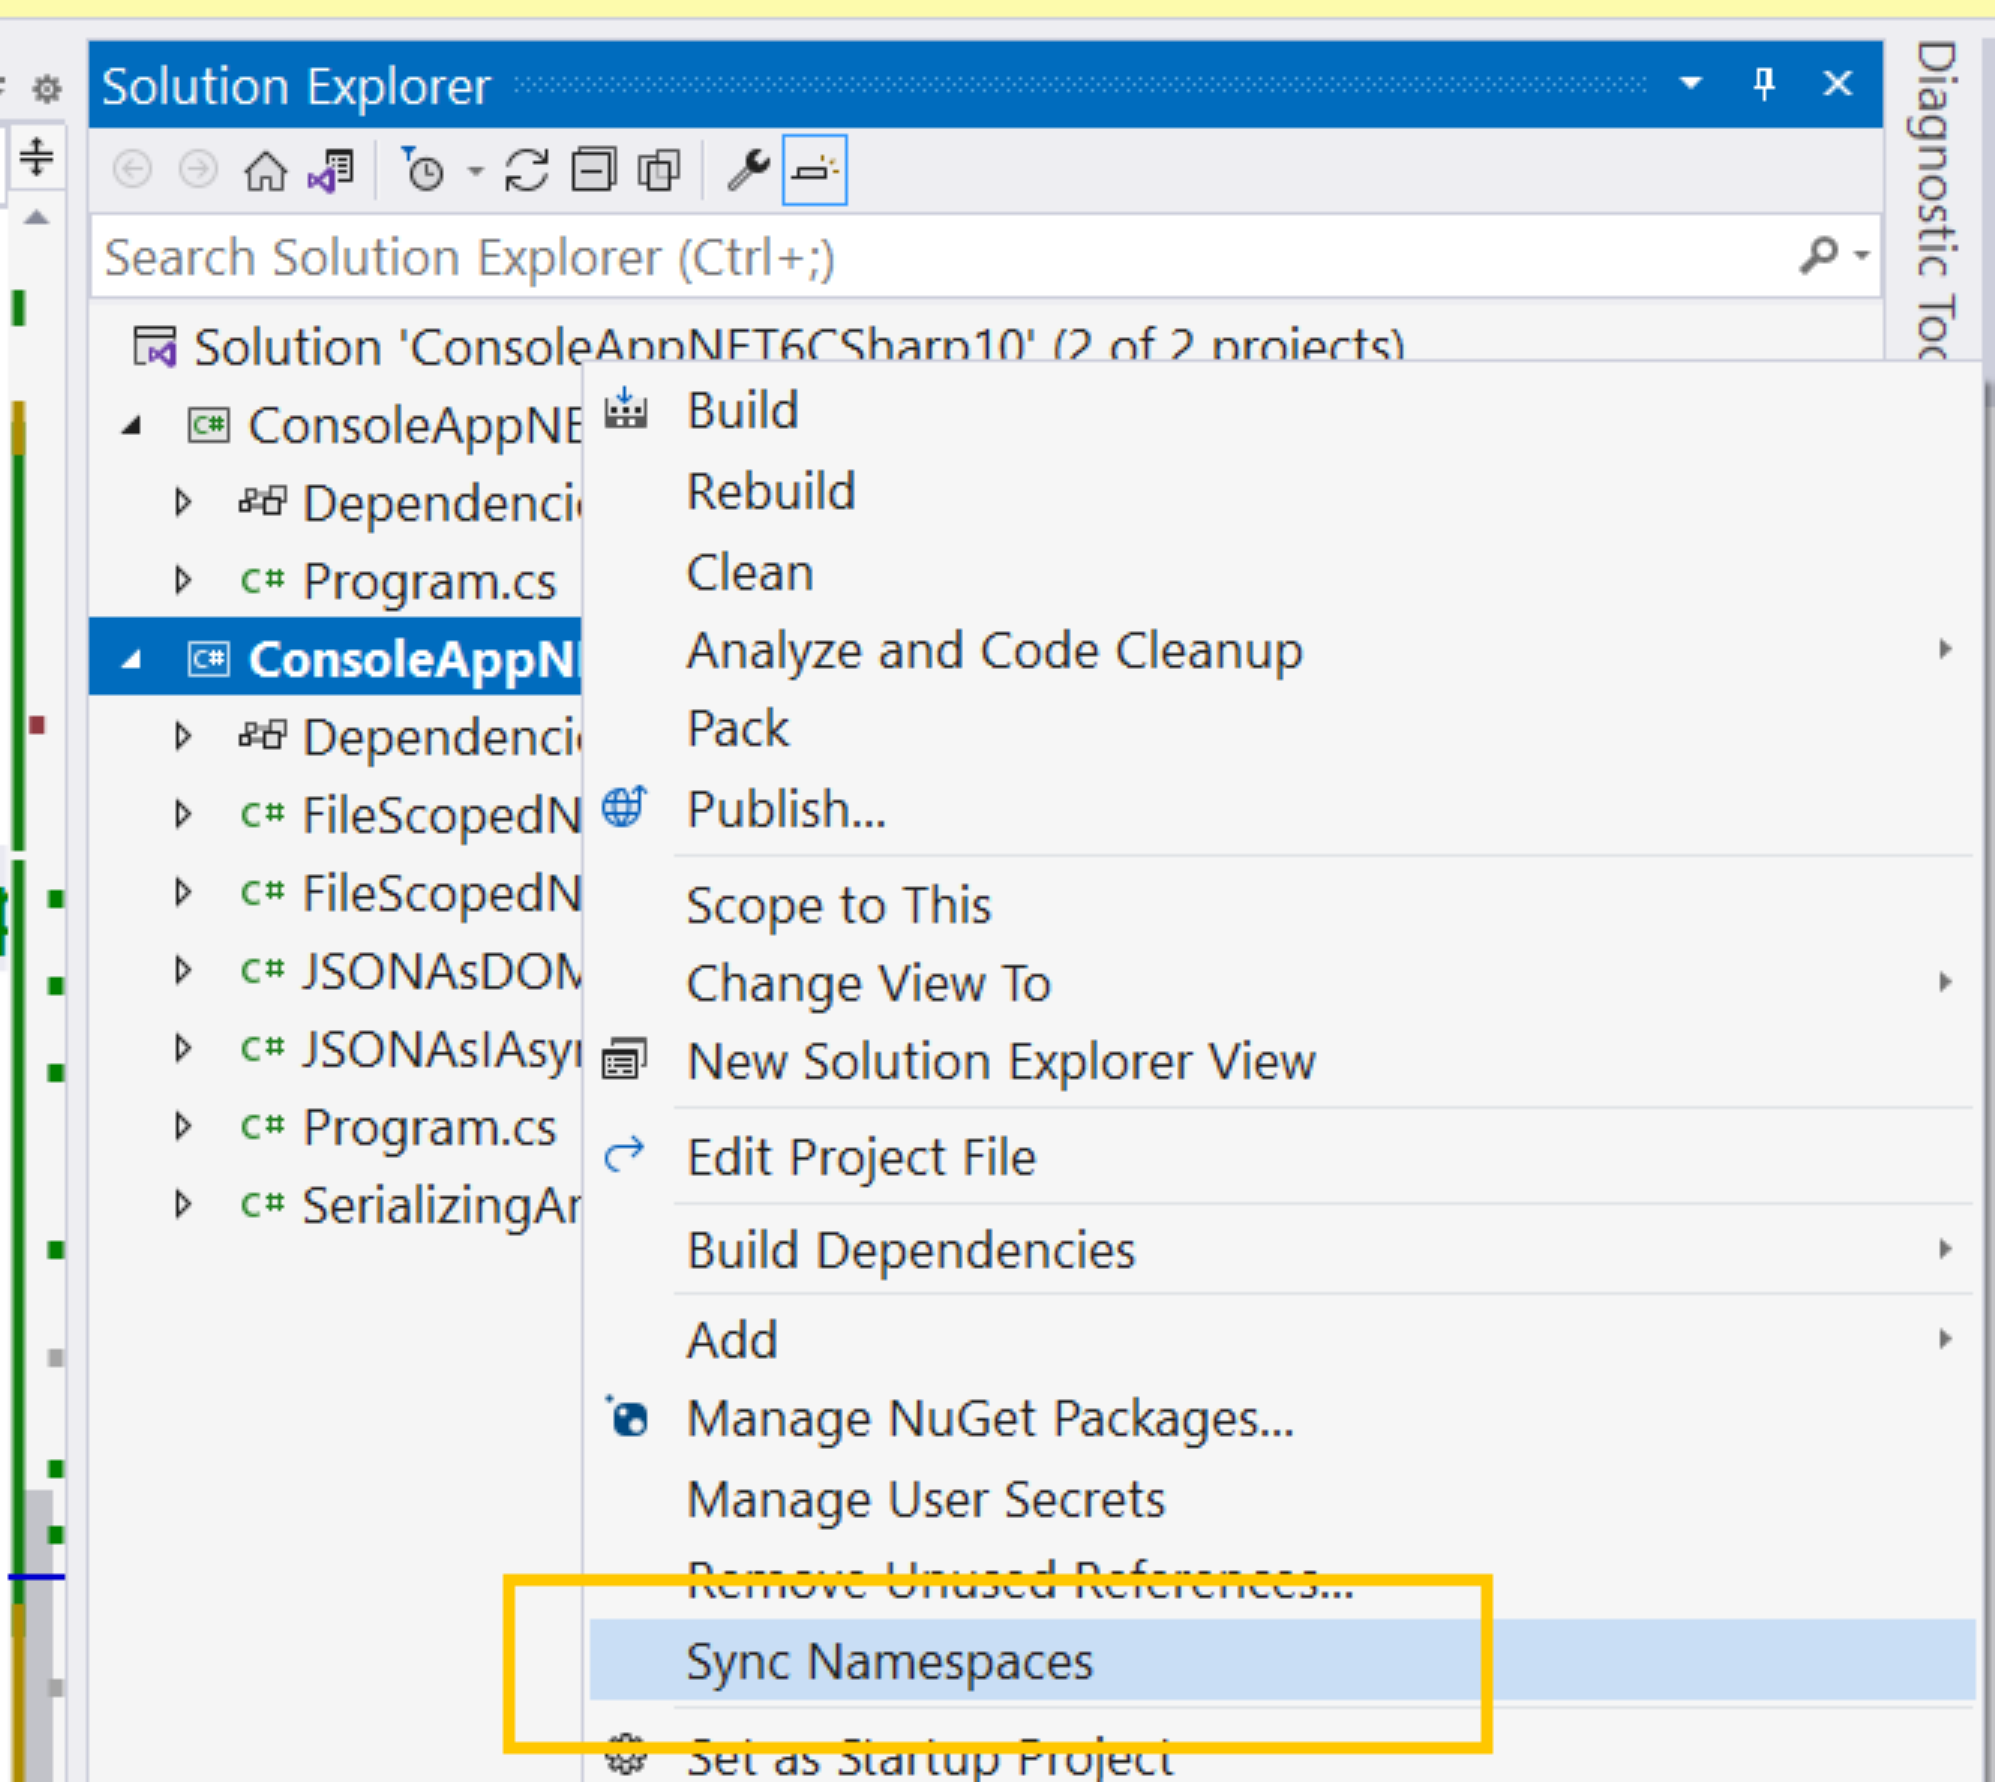 Solution Explorer
Search Solution Explorer (Ctrl+;)
Solution 'ConsoleAppNET6CSharp10' (2 of 2 projects)
C# ConsoleAppNE
Dependenci
C# Program.cs
C# ConsoleAppN
Dependenci
C# FileScopedN
C# FileScopedN
C# JSONAsDOM
C# JSONAsIAsyn
C# Program.cs
C# SerializingAn
Build
Rebuild
Clean
Analyze and Code Cleanup
Pack
Publish...
Scope to This
Change View To
New Solution Explorer View
Edit Project File
Build Dependencies
Add
Manage NuGet Packages...
Manage User Secrets
Remove Unused References...
Sync Namespaces
Set as Startup Project
Diagnostic Too